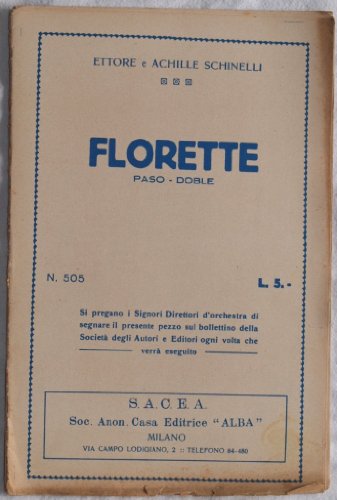 ETTORE e ACHILLE SCHINELLI
FLORETTE
PASO - DOBLE
N. 505
L. 5.-
Si pregano i Signori Direttori d'orchestra di
segnare il presente pezzo sul bollettino della
Società degli Autori e Editori ogni volta che
verrà eseguito
S. A. C. E. A.
Soc. Anon. Casa Editrice "ALBA"
MILANO
VIA CAMPO LODIGIANO, 2 :: TELEFONO 84-480